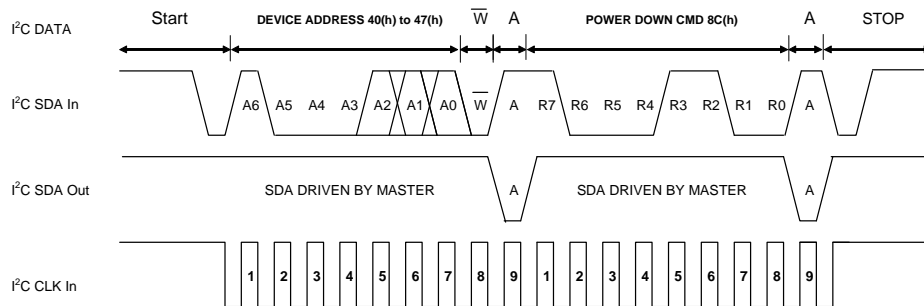 I²C DATA Start DEVICE ADDRESS 40(h) to 47(h) W̅ A POWER DOWN CMD 8C(h) A STOP
I²C SDA In A6 A5 A4 A3 A2 A1 A0 W̅ A R7 R6 R5 R4 R3 R2 R1 R0 A
I²C SDA Out SDA DRIVEN BY MASTER A SDA DRIVEN BY MASTER A
I²C CLK In 1 2 3 4 5 6 7 8 9 1 2 3 4 5 6 7 8 9